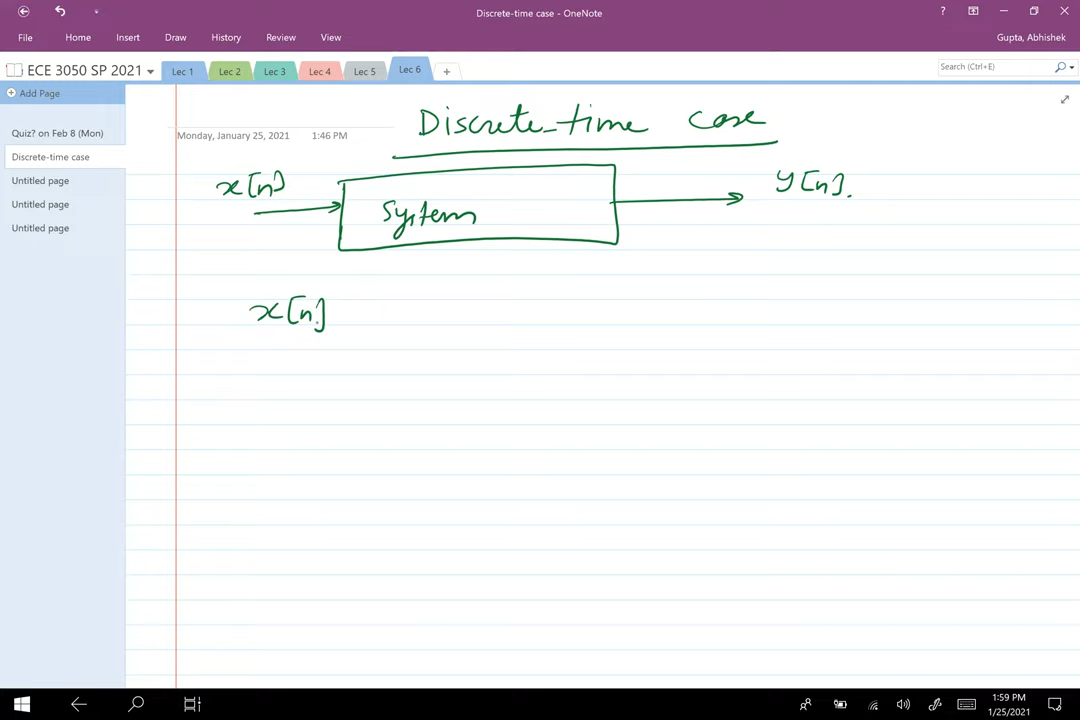 Discrete-time case - OneNote
?
File Home Insert Draw History Review View
Gupta, Abhishek
ECE 3050 SP 2021
Lec 1 Lec 2 Lec 3 Lec 4 Lec 5 Lec 6 +
Search (Ctrl+E)
Add Page
Quiz? on Feb 8 (Mon)
Discrete-time case
Untitled page
Untitled page
Untitled page
Monday, January 25, 2021 1:46 PM
Discrete-time case
x[n]
System
y[n].
x[n]
1:59 PM
1/25/2021